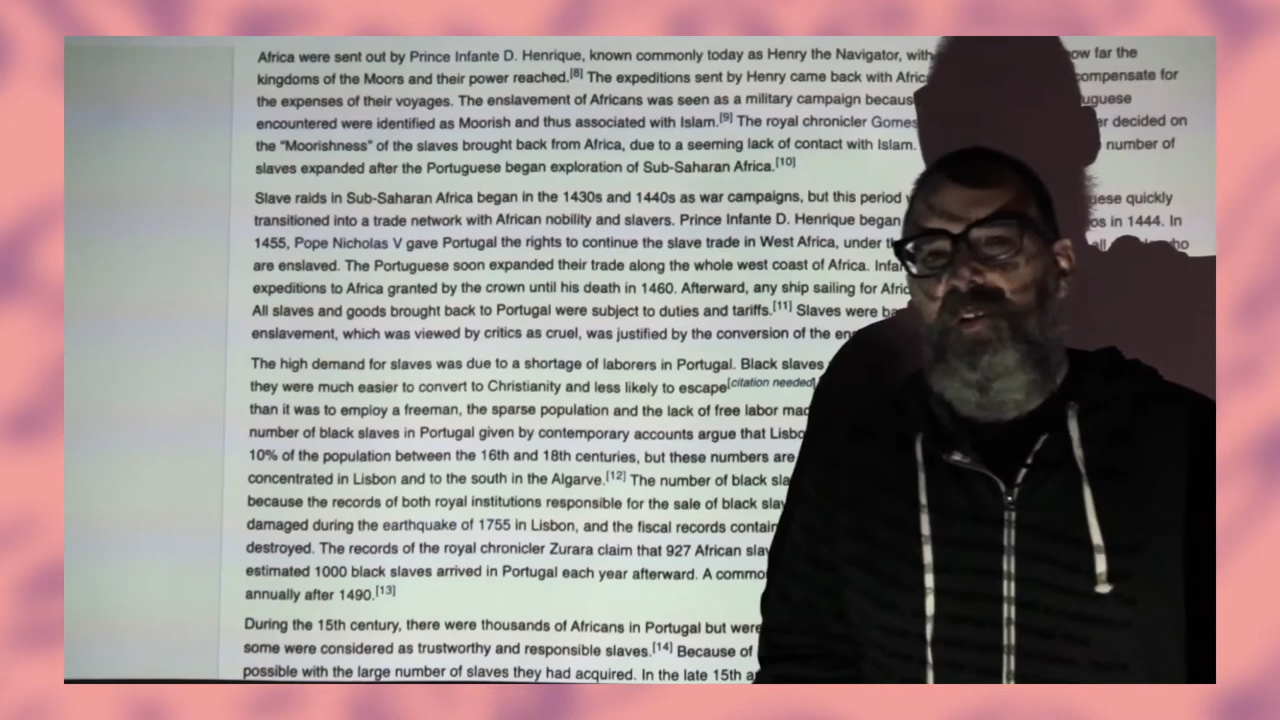 Africa were sent out by Prince Infante D. Henrique, known commonly today as Henry the Navigator, with ow far the
kingdoms of the Moors and their power reached.[8] The expeditions sent by Henry came back with Afric compensate for
the expenses of their voyages. The enslavement of Africans was seen as a military campaign becaus uguese
encountered were identified as Moorish and thus associated with Islam.[9] The royal chronicler Gomes er decided on
the "Moorishness" of the slaves brought back from Africa, due to a seeming lack of contact with Islam. number of
slaves expanded after the Portuguese began exploration of Sub-Saharan Africa.[10]
Slave raids in Sub-Saharan Africa began in the 1430s and 1440s as war campaigns, but this period uese quickly
transitioned into a trade network with African nobility and slavers. Prince Infante D. Henrique began os in 1444. In
1455, Pope Nicholas V gave Portugal the rights to continue the slave trade in West Africa, under th all who
are enslaved. The Portuguese soon expanded their trade along the whole west coast of Africa. Infan
expeditions to Africa granted by the crown until his death in 1460. Afterward, any ship sailing for Afric
All slaves and goods brought back to Portugal were subject to duties and tariffs.[11] Slaves were ba
enslavement, which was viewed by critics as cruel, was justified by the conversion of the en
The high demand for slaves was due to a shortage of laborers in Portugal. Black slaves
they were much easier to convert to Christianity and less likely to escape[citation needed]
than it was to employ a freeman, the sparse population and the lack of free labor mad
number of black slaves in Portugal given by contemporary accounts argue that Lisbo
10% of the population between the 16th and 18th centuries, but these numbers are
concentrated in Lisbon and to the south in the Algarve.[12] The number of black sla
because the records of both royal institutions responsible for the sale of black slav
damaged during the earthquake of 1755 in Lisbon, and the fiscal records contain
destroyed. The records of the royal chronicler Zurara claim that 927 African slav
estimated 1000 black slaves arrived in Portugal each year afterward. A commo
annually after 1490.[13]
During the 15th century, there were thousands of Africans in Portugal but were
some were considered as trustworthy and responsible slaves.[14] Because of
possible with the large number of slaves they had acquired. In the late 15th a